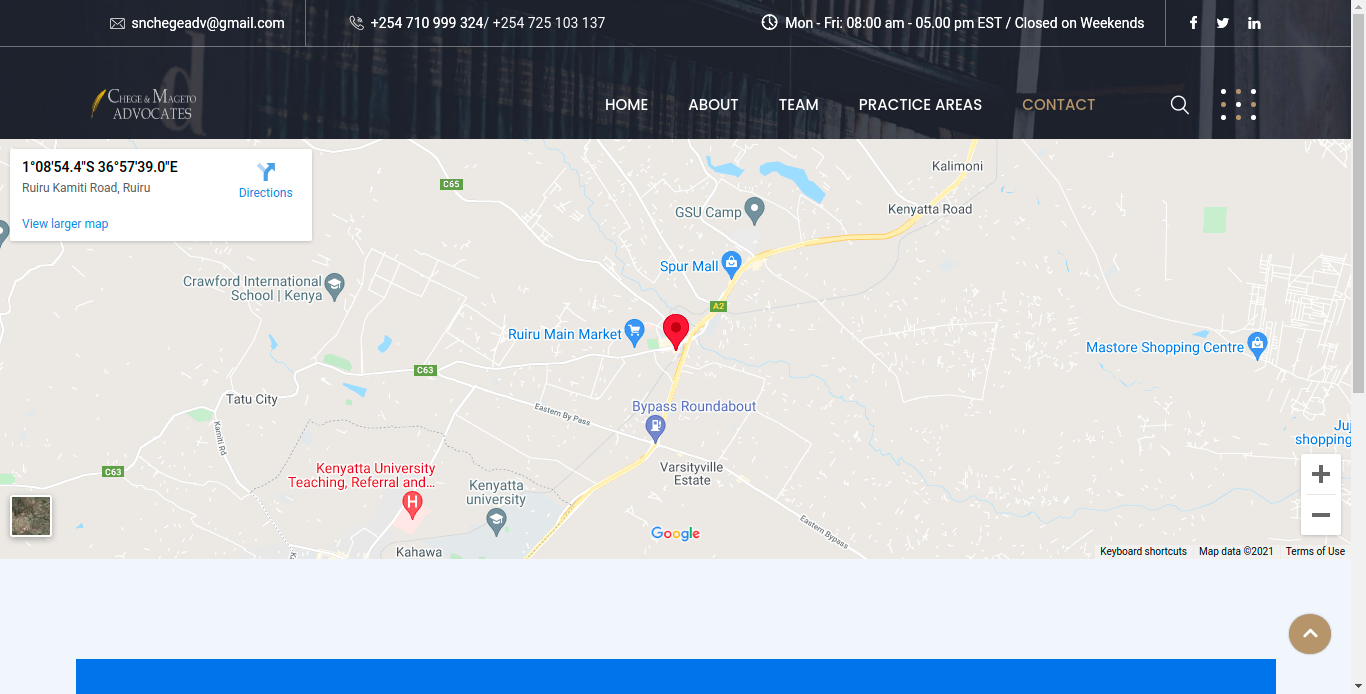 snchegeadv@gmail.com
+254 710 999 324/ +254 725 103 137
Mon - Fri: 08:00 am - 05.00 pm EST / Closed on Weekends
CHEGE & MAGETO
ADVOCATES
HOME
ABOUT
TEAM
PRACTICE AREAS
CONTACT
1°08'54.4"S 36°57'39.0"E
Ruiru Kamiti Road, Ruiru
Directions
View larger map
Kalimoni
C65
GSU Camp
Kenyatta Road
Spur Mall
Crawford International
School | Kenya
A2
Ruiru Main Market
Mastore Shopping Centre
C63
Tatu City
Bypass Roundabout
Eastern By Pass
Kamiti Rd
Juj
shopping
C63
Kenyatta University
Teaching, Referral and...
Varsityville
Estate
Kenyatta
university
Eastern Bypass
Google
Kahawa
Keyboard shortcuts
Map data ©2021
Terms of Use